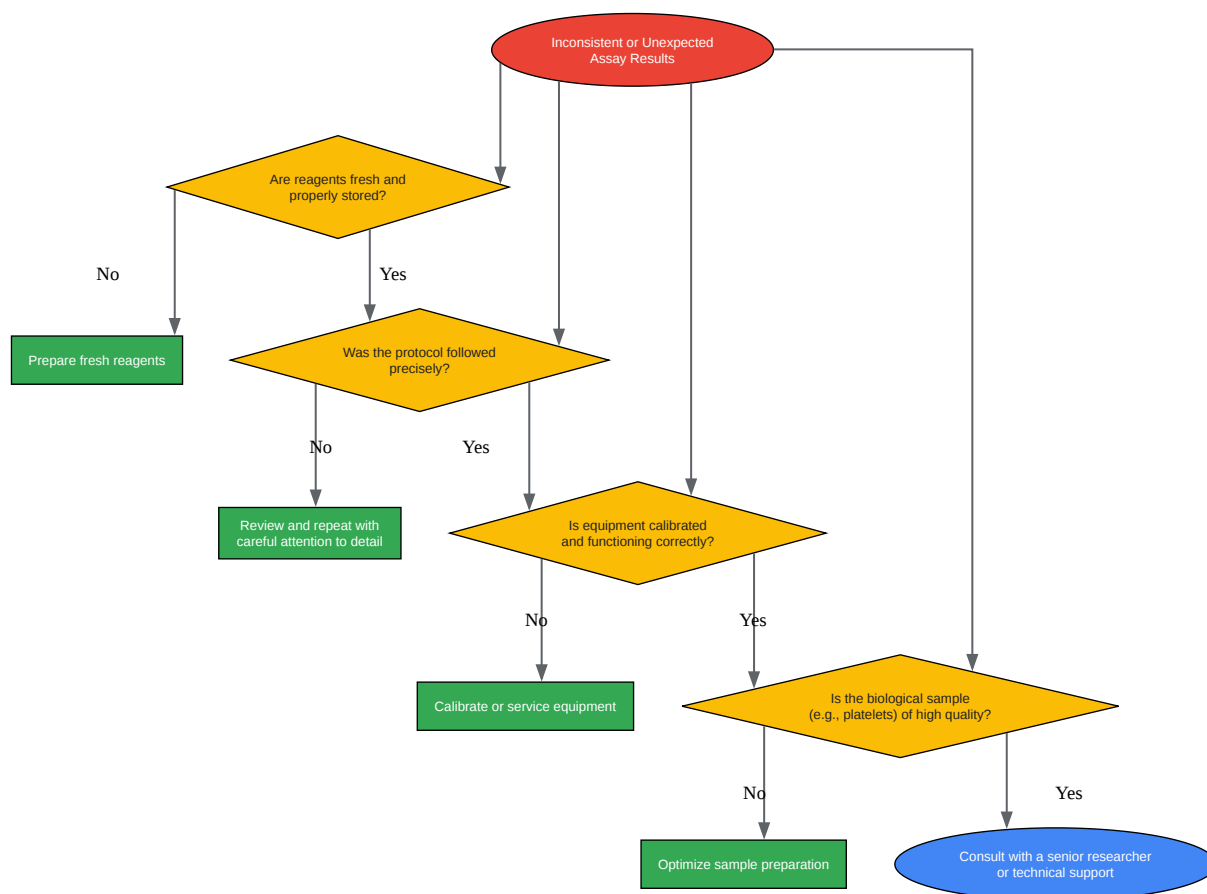 Inconsistent or Unexpected
Assay Results
Are reagents fresh and
properly stored?
No
Yes
Prepare fresh reagents
Was the protocol followed
precisely?
No
Yes
Review and repeat with
careful attention to detail
Is equipment calibrated
and functioning correctly?
No
Yes
Calibrate or service equipment
Is the biological sample
(e.g., platelets) of high quality?
No
Yes
Optimize sample preparation
Consult with a senior researcher
or technical support